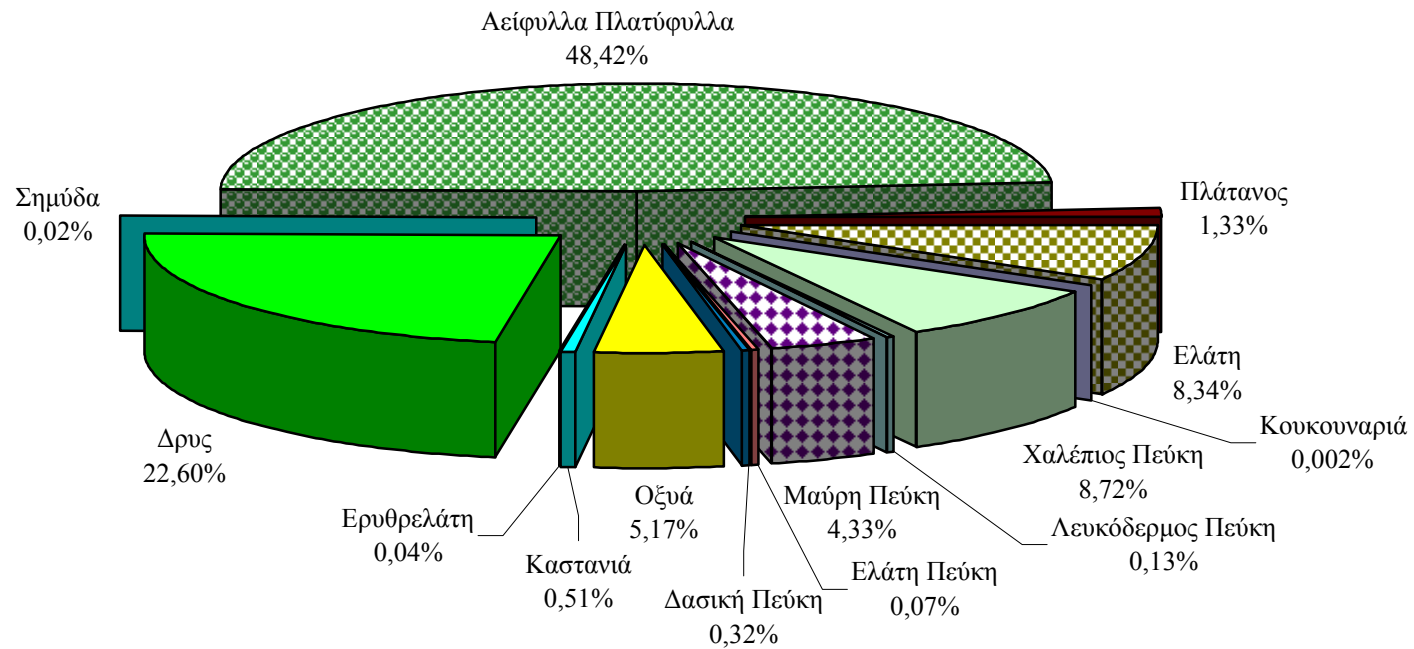 Αείφυλλα Πλατύφυλλα
48,42%
Πλάτανος
1,33%
Ελάτη
8,34%
Κουκουναριά
0,002%
Χαλέπιος Πεύκη
8,72%
Λευκόδερμος Πεύκη
0,13%
Μαύρη Πεύκη
4,33%
Ελάτη Πεύκη
0,07%
Δασική Πεύκη
0,32%
Οξυά
5,17%
Καστανιά
0,51%
Ερυθρελάτη
0,04%
Δρυς
22,60%
Σημύδα
0,02%